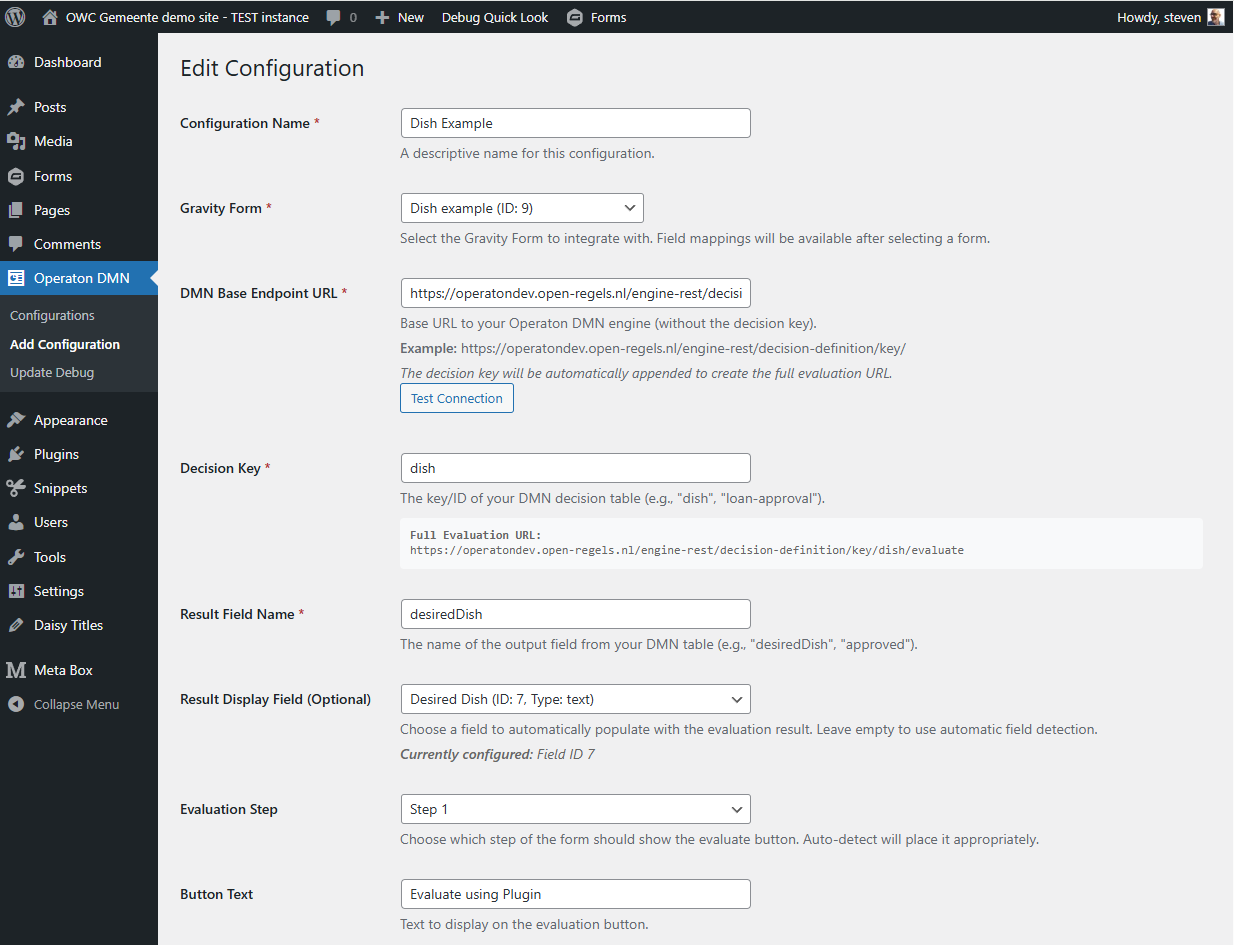 OWC Gemeente demo site - TEST instance 0 New Debug Quick Look Forms Howdy, steven
Dashboard
Posts
Media
Forms
Pages
Comments
Operaton DMN
Configurations
Add Configuration
Update Debug
Appearance
Plugins
Snippets
Users
Tools
Settings
Daisy Titles
Meta Box
Collapse Menu
Edit Configuration
Configuration Name *
Dish Example
A descriptive name for this configuration.
Gravity Form *
Dish example (ID: 9)
Select the Gravity Form to integrate with. Field mappings will be available after selecting a form.
DMN Base Endpoint URL *
https://operatondev.open-regels.nl/engine-rest/decisi
Base URL to your Operaton DMN engine (without the decision key).
Example: https://operatondev.open-regels.nl/engine-rest/decision-definition/key/
The decision key will be automatically appended to create the full evaluation URL.
Test Connection
Decision Key *
dish
The key/ID of your DMN decision table (e.g., "dish", "loan-approval").
Full Evaluation URL:
https://operatondev.open-regels.nl/engine-rest/decision-definition/key/dish/evaluate
Result Field Name *
desiredDish
The name of the output field from your DMN table (e.g., "desiredDish", "approved").
Result Display Field (Optional)
Desired Dish (ID: 7, Type: text)
Choose a field to automatically populate with the evaluation result. Leave empty to use automatic field detection.
Currently configured: Field ID 7
Evaluation Step
Step 1
Choose which step of the form should show the evaluate button. Auto-detect will place it appropriately.
Button Text
Evaluate using Plugin
Text to display on the evaluation button.